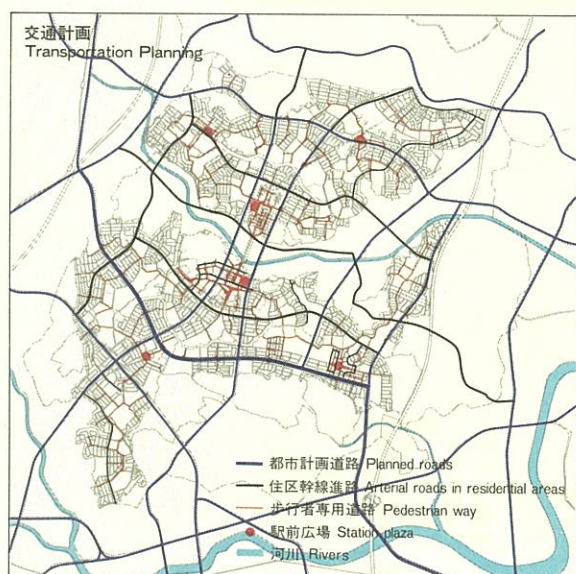 交通計画
Transportation Planning
都市計画道路 Planned roads
住区幹線進路 Arterial roads in residential areas
歩行者専用道路 Pedestrian way
駅前広場 Station plaza
河川 Rivers